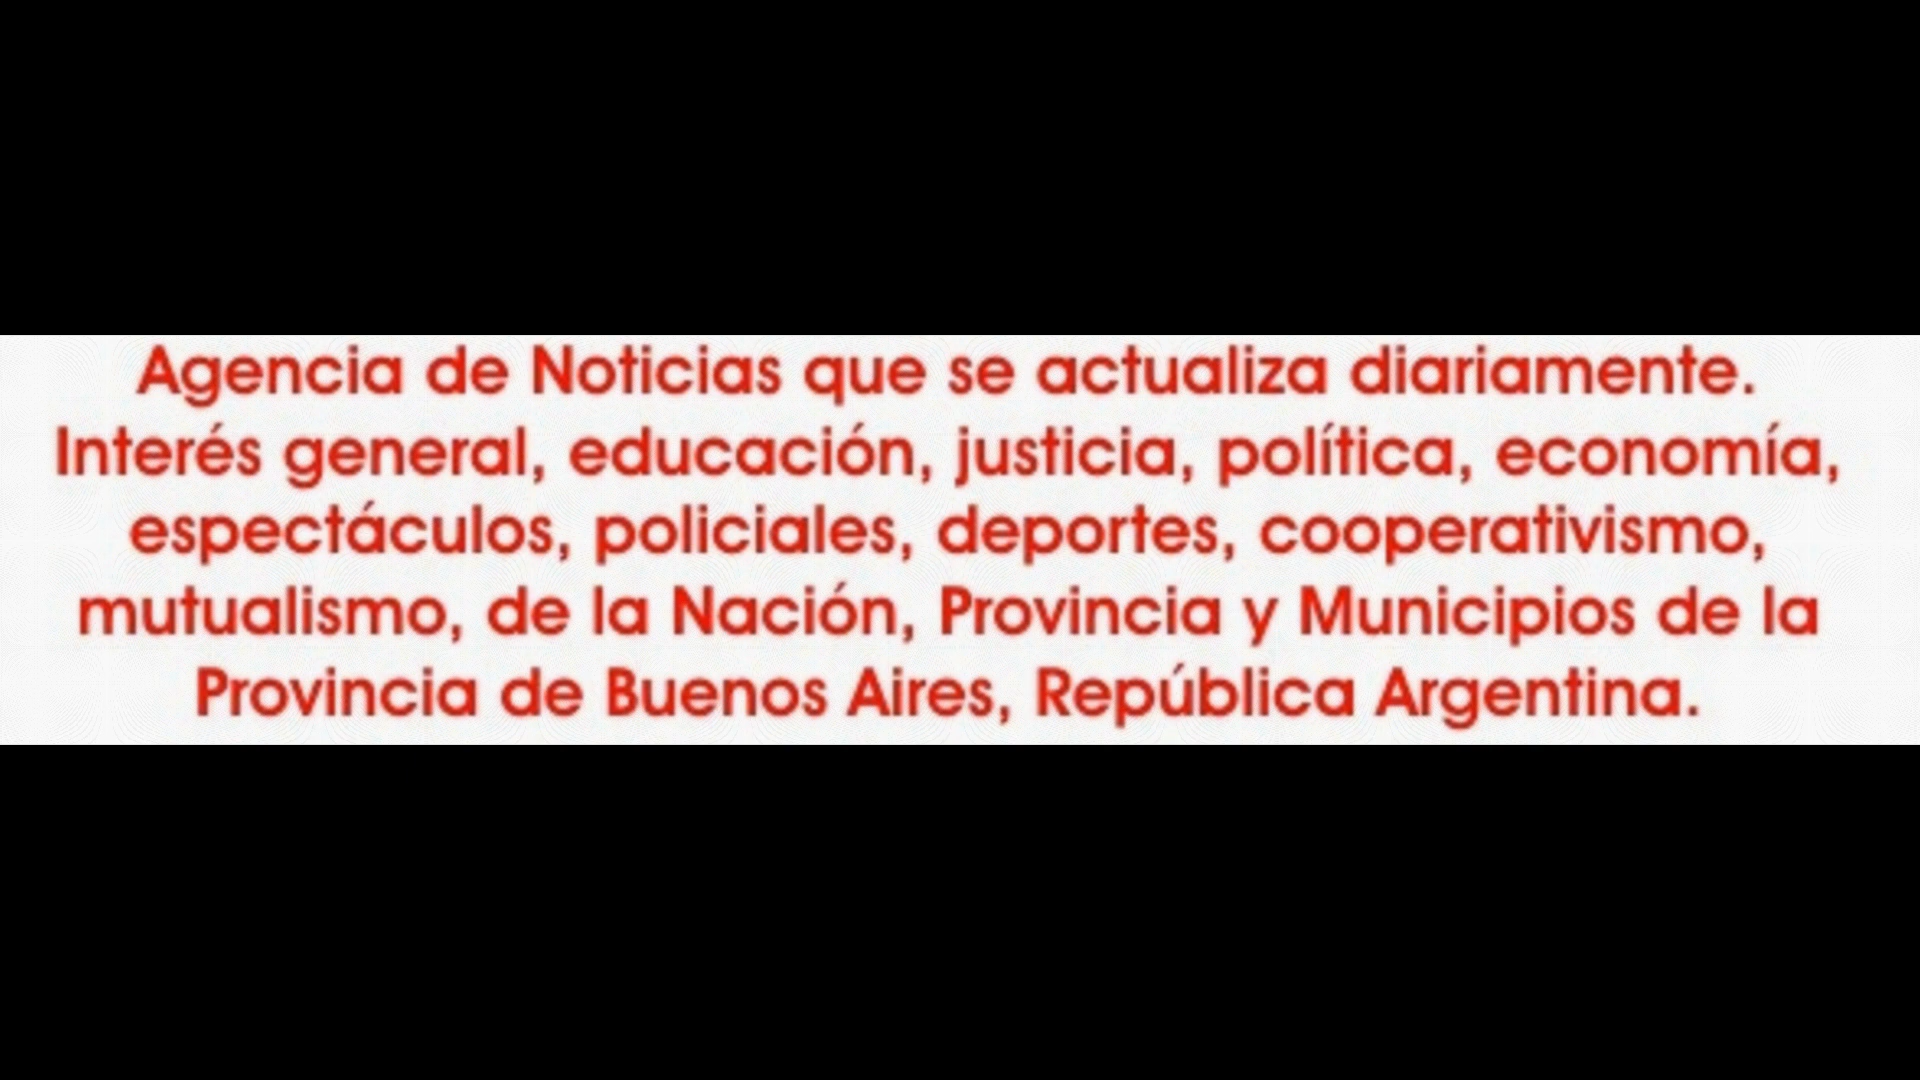 Agencia de Noticias que se actualiza diariamente.
Interés general, educación, justicia, política, economía,
espectáculos, policiales, deportes, cooperativismo,
mutualismo, de la Nación, Provincia y Municipios de la
Provincia de Buenos Aires, República Argentina.